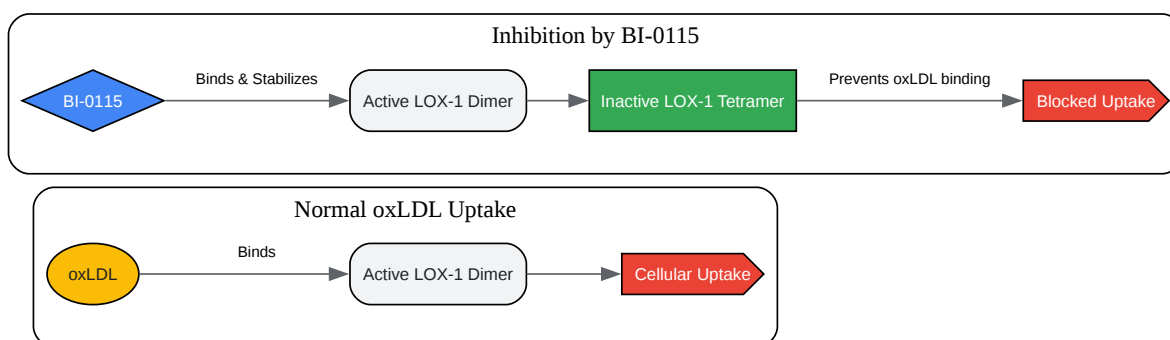 Inhibition by BI-0115
BI-0115
Binds & Stabilizes
Active LOX-1 Dimer
Inactive LOX-1 Tetramer
Prevents oxLDL binding
Blocked Uptake
Normal oxLDL Uptake
oxLDL
Binds
Active LOX-1 Dimer
Cellular Uptake